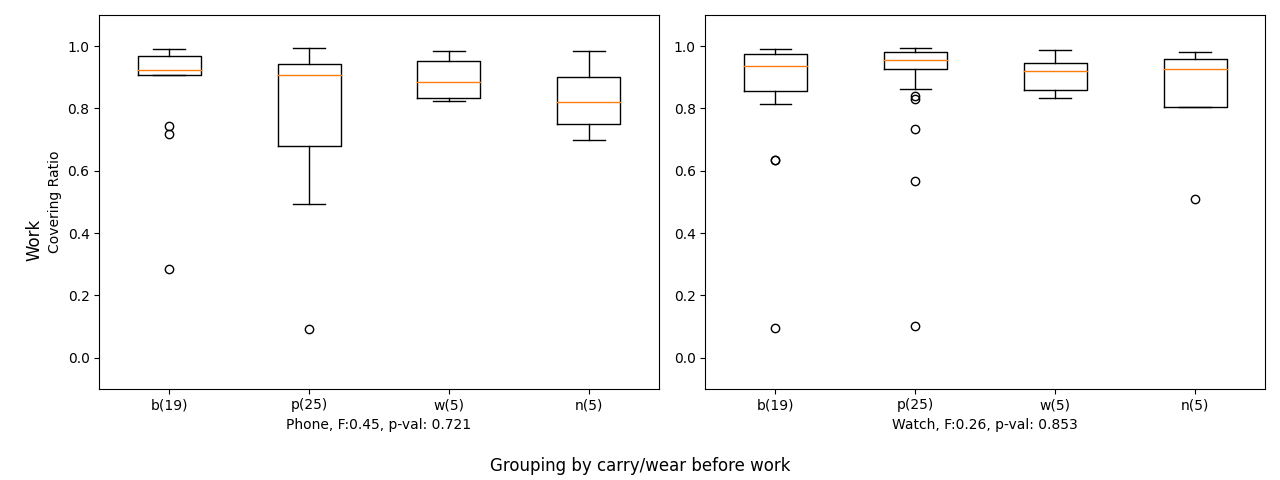 Work
Covering Ratio
1.0
0.8
0.6
0.4
0.2
0.0
b(19) p(25) w(5) n(5)
Phone, F:0.45, p-val: 0.721
1.0
0.8
0.6
0.4
0.2
0.0
b(19) p(25) w(5) n(5)
Watch, F:0.26, p-val: 0.853
Grouping by carry/wear before work